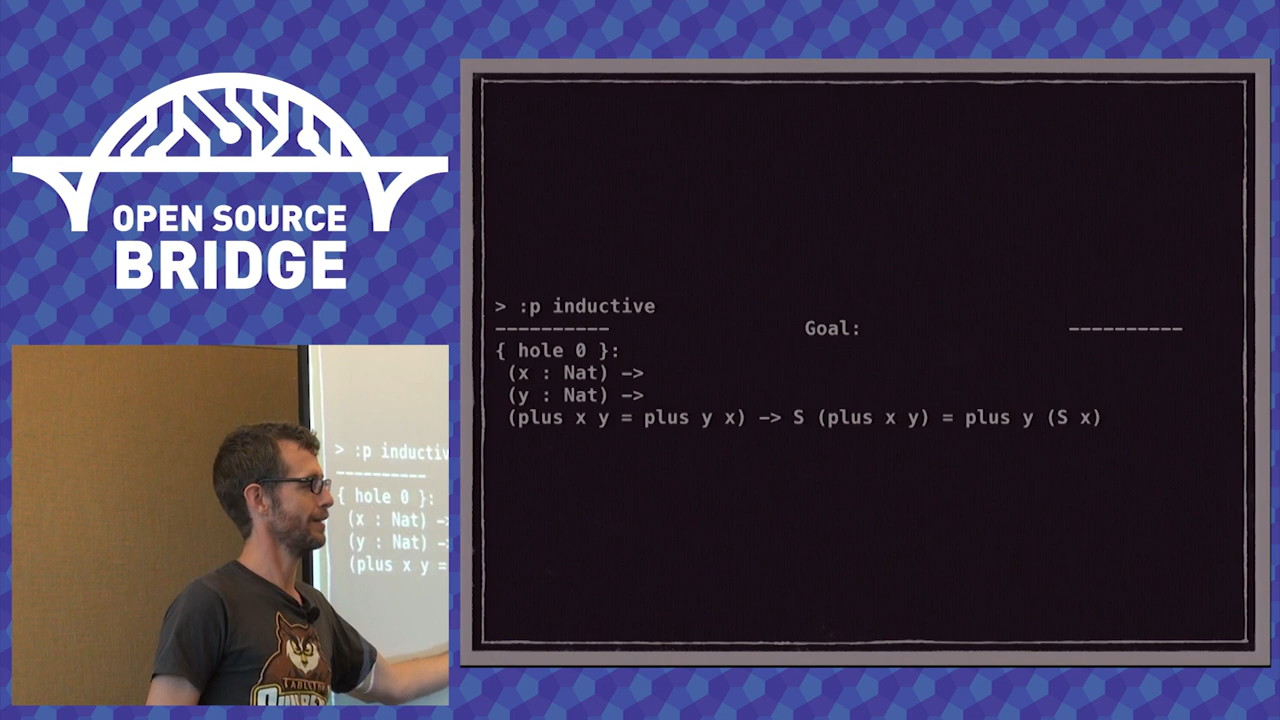 OPEN SOURCE
BRIDGE
> :p inductive
---------- Goal: ----------
{ hole 0 }:
(x : Nat) ->
(y : Nat) ->
(plus x y = plus y x) -> S (plus x y) = plus y (S x)
> :p inductiv
----------
{ hole 0 }:
(x : Nat) -
(y : Nat) -
(plus x y =